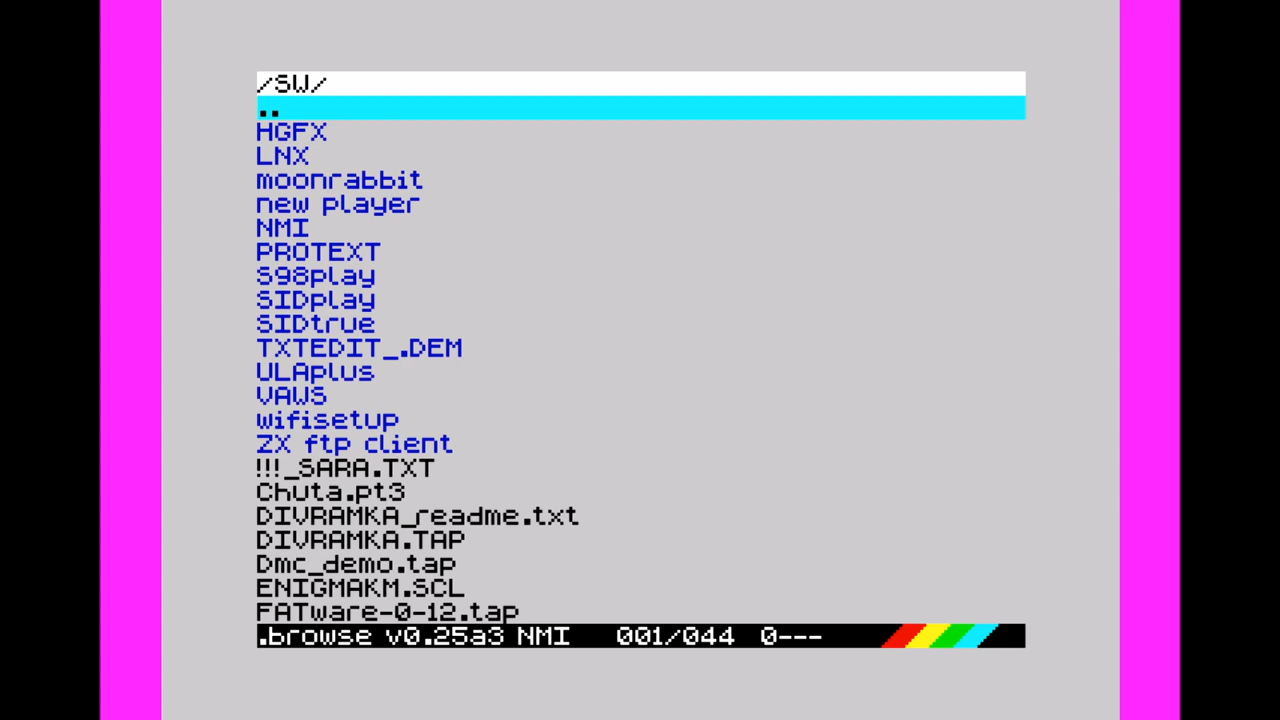 /SW/
..
HGFX
LNX
moonrabbit
new player
NMI
PROTEXT
S98play
SIDplay
SIDtrue
TXTEDIT_.DEM
ULAplus
VAWS
wifisetup
ZX ftp client
!!!_SARA.TXT
Chuta.pt3
DIVRAMKA_readme.txt
DIVRAMKA.TAP
Dmc_demo.tap
ENIGMAKM.SCL
FATware-0-12.tap
.browse v0.25a3 NMI 001/044 0---